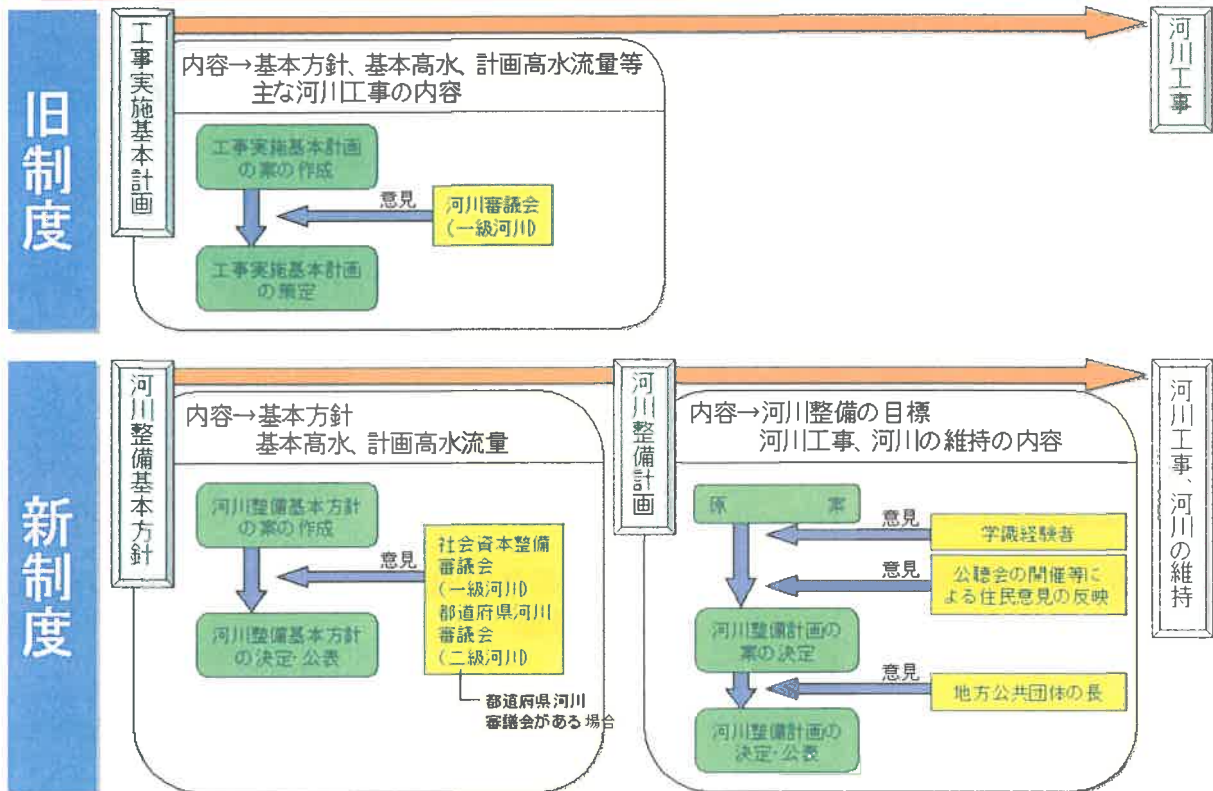 旧制度
工事実施基本計画
内容→基本方針、基本高水、計画高水流量等
主な河川工事の内容
工事実施基本計画
の案の作成
意見
河川審議会
(一級河川)
工事実施基本計画
の策定
河川工事
新制度
河川整備基本方針
内容→基本方針
基本高水、計画高水流量
河川整備基本方針
の案の作成
意見
社会資本整備
審議会
(一級河川)
都道府県河川
審議会
(二級河川)
都道府県河川
審議会がある場合
河川整備基本方針
の決定・公表
河川整備計画
内容→河川整備の目標
河川工事、河川の維持の内容
原 案
意見
学識経験者
意見
公聴会の開催等に
よる住民意見の反映
河川整備計画の
案の決定
意見
地方公共団体の長
河川整備計画の
決定・公表
河川工事、河川の維持